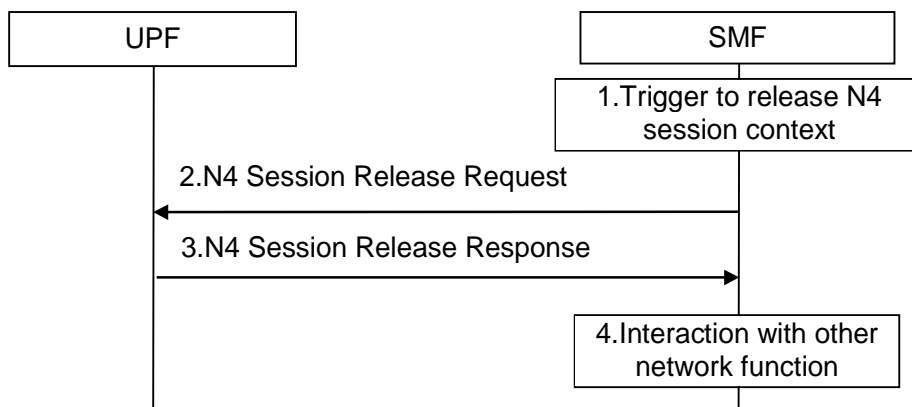 UPF
SMF
1.Trigger to release N4
session context
2.N4 Session Release Request
3.N4 Session Release Response
4.Interaction with other
network function